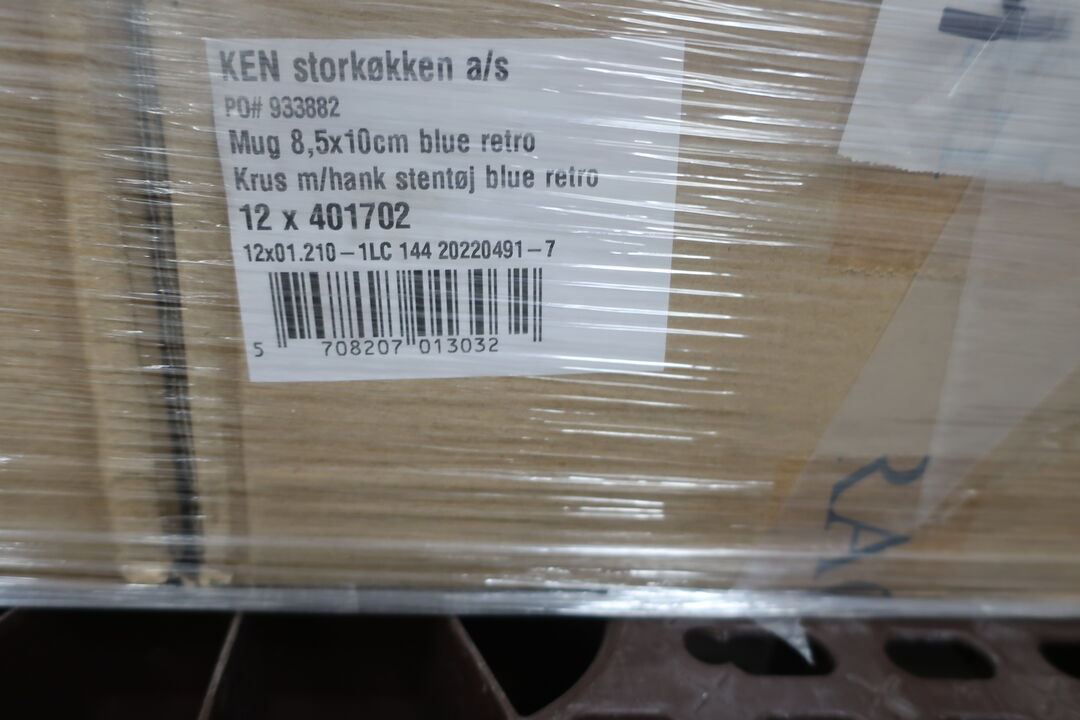 KEN storkøkken a/s
PO# 933882
Mug 8,5x10cm blue retro
Krus m/hank stentøj blue retro
12 x 401702
12x01.210-1LC 144 20220491-7
5 708207 013032